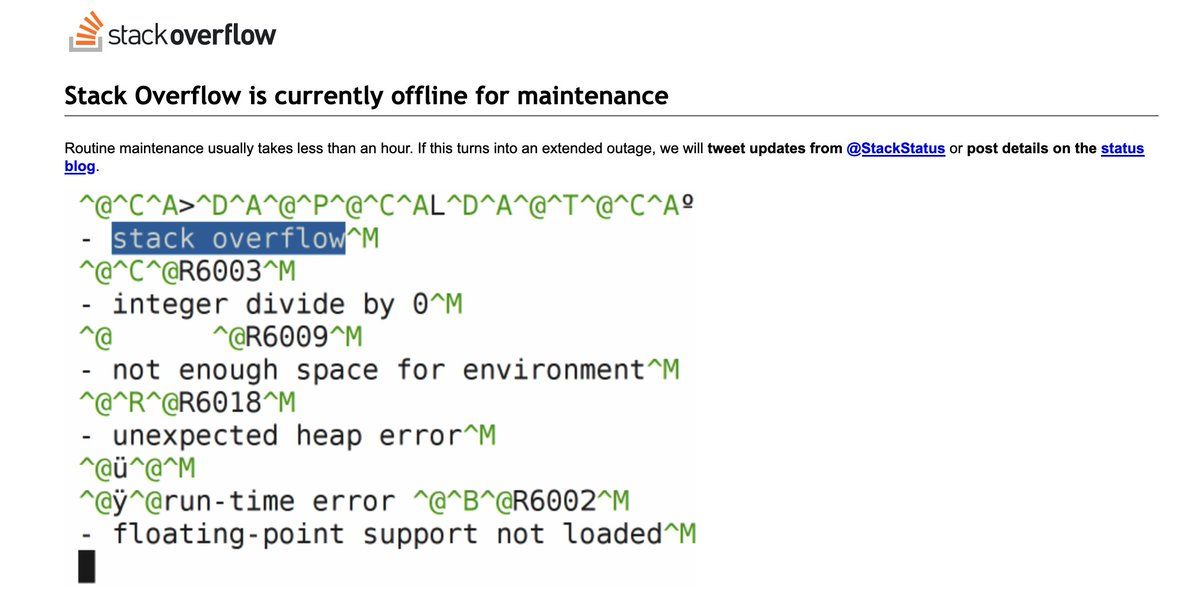 stackoverflow
Stack Overflow is currently offline for maintenance
Routine maintenance usually takes less than an hour. If this turns into an extended outage, we will tweet updates from @StackStatus or post details on the status
blog.
^@^C^A>^D^A^@^P^@^C^AL^D^A^@^T^@^C^Aº
- stack overflow^M
^@^C^@R6003^M
- integer divide by 0^M
^@      ^@R6009^M
- not enough space for environment^M
^@^R^@R6018^M
- unexpected heap error^M
^@ü^@^M
^@ÿ^@run-time error ^@^B^@R6002^M
- floating-point support not loaded^M